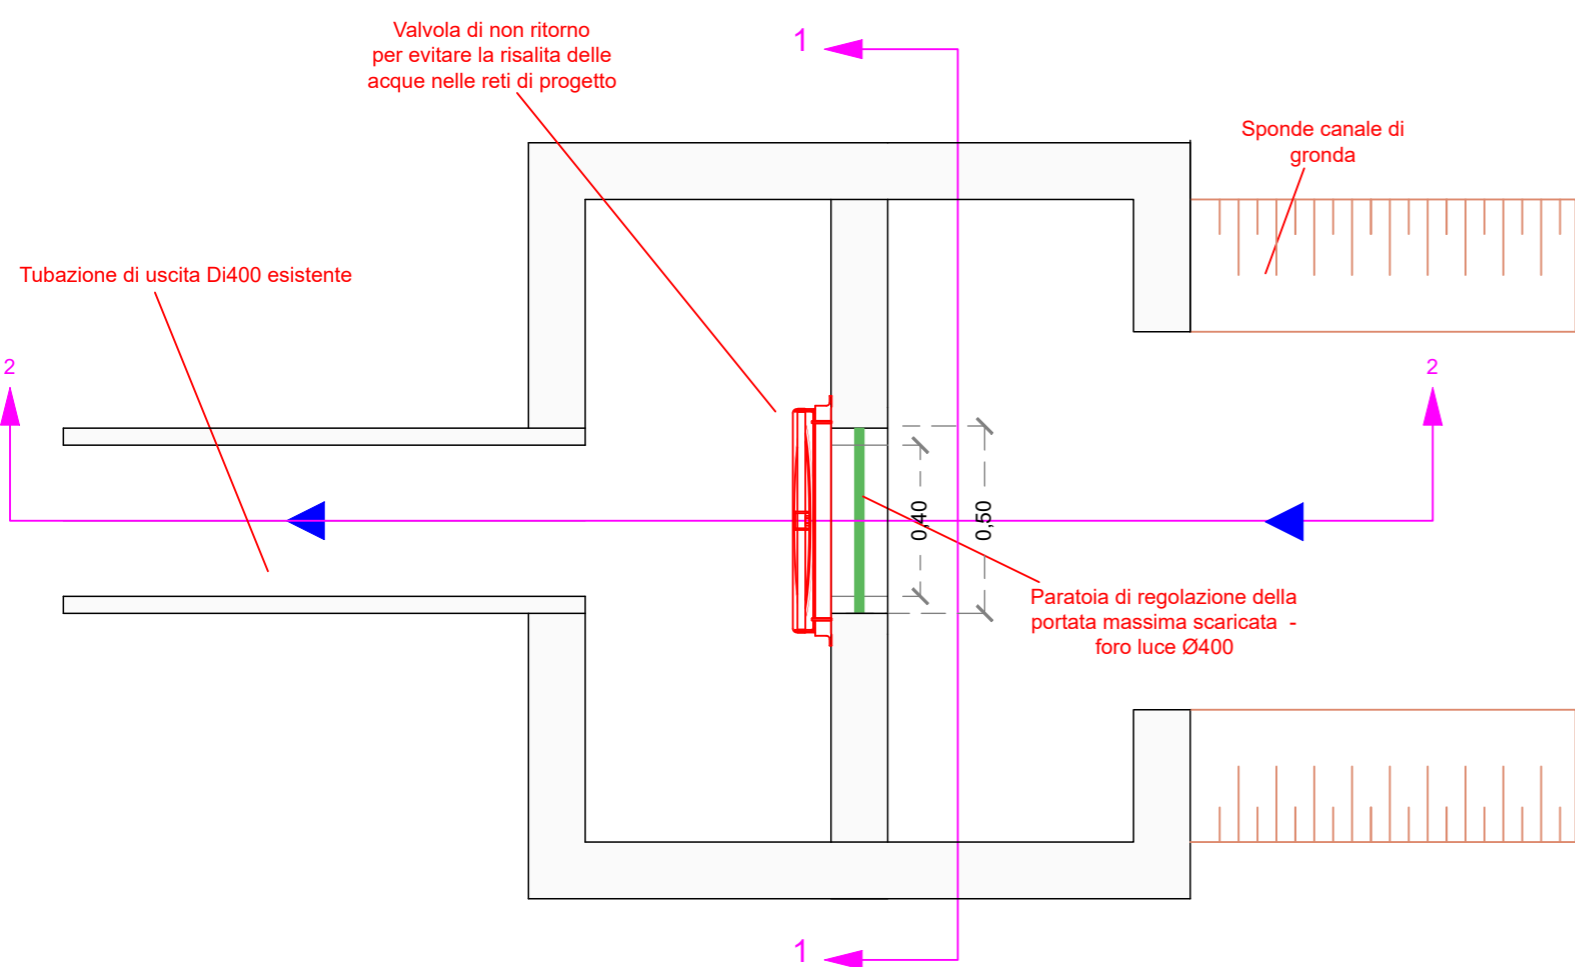 Valvola di non ritorno
per evitare la risalita delle
acque nelle reti di progetto
1
Sponde canale di
gronda
Tubazione di uscita Di400 esistente
2
2
0,40
0,50
Paratoia di regolazione della
portata massima scaricata -
foro luce Ø400
1